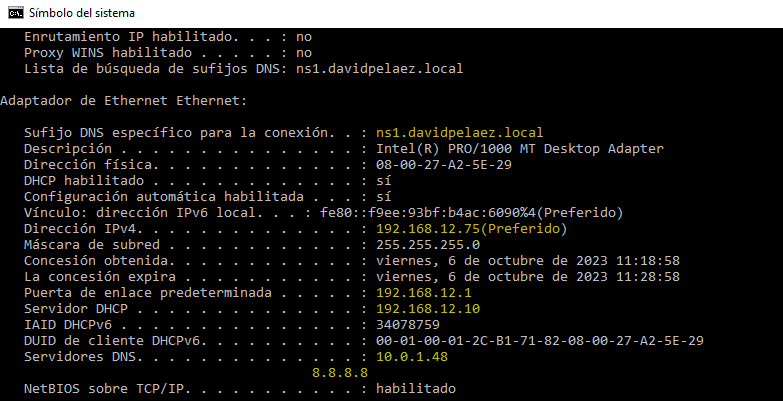 Símbolo del sistema
Enrutamiento IP habilitado. . . : no
Proxy WINS habilitado . . . . . : no
Lista de búsqueda de sufijos DNS: ns1.davidpelaez.local
Adaptador de Ethernet Ethernet:
Sufijo DNS específico para la conexión. . : ns1.davidpelaez.local
Descripción . . . . . . . . . . . . . . . : Intel(R) PRO/1000 MT Desktop Adapter
Dirección física. . . . . . . . . . . . . : 08-00-27-A2-5E-29
DHCP habilitado . . . . . . . . . . . . . : sí
Configuración automática habilitada . . . : sí
Vínculo: dirección IPv6 local. . . : fe80::f9ee:93bf:b4ac:6090%4(Preferido)
Dirección IPv4. . . . . . . . . . . . . . : 192.168.12.75(Preferido)
Máscara de subred . . . . . . . . . . . . : 255.255.255.0
Concesión obtenida. . . . . . . . . . . . : viernes, 6 de octubre de 2023 11:18:58
La concesión expira . . . . . . . . . . . : viernes, 6 de octubre de 2023 11:28:58
Puerta de enlace predeterminada . . . . . : 192.168.12.1
Servidor DHCP . . . . . . . . . . . . . . : 192.168.12.10
IAID DHCPv6 . . . . . . . . . . . . . . . : 34078759
DUID de cliente DHCPv6. . . . . . . . . . : 00-01-00-01-2C-B1-71-82-08-00-27-A2-5E-29
Servidores DNS. . . . . . . . . . . . . . : 10.0.1.48
8.8.8.8
NetBIOS sobre TCP/IP. . . . . . . . . . . : habilitado